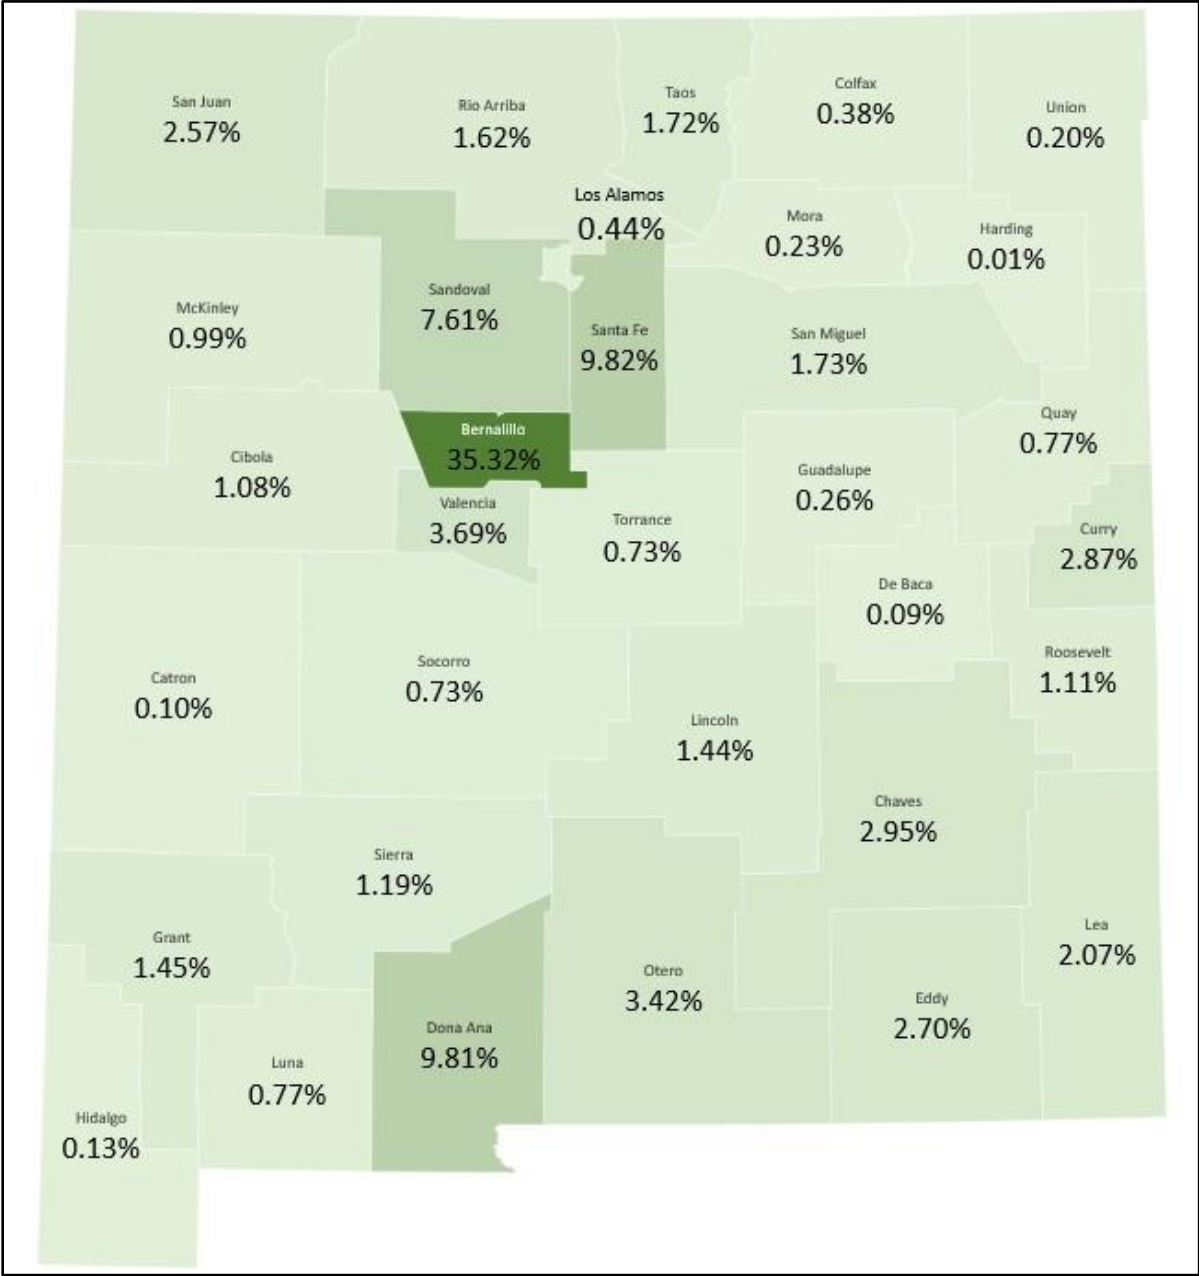 San Juan
2.57%
Rio Arriba
1.62%
Taos
1.72%
Colfax
0.38%
Union
0.20%
Los Alamos
0.44%
Mora
0.23%
Harding
0.01%
McKinley
0.99%
Sandoval
7.61%
Santa Fe
9.82%
San Miguel
1.73%
Quay
0.77%
Bernalillo
35.32%
Cibola
1.08%
Valencia
3.69%
Torrance
0.73%
Guadalupe
0.26%
Curry
2.87%
De Baca
0.09%
Roosevelt
1.11%
Catron
0.10%
Socorro
0.73%
Lincoln
1.44%
Chaves
2.95%
Sierra
1.19%
Grant
1.45%
Otero
3.42%
Lea
2.07%
Eddy
2.70%
Dona Ana
9.81%
Luna
0.77%
Hidalgo
0.13%